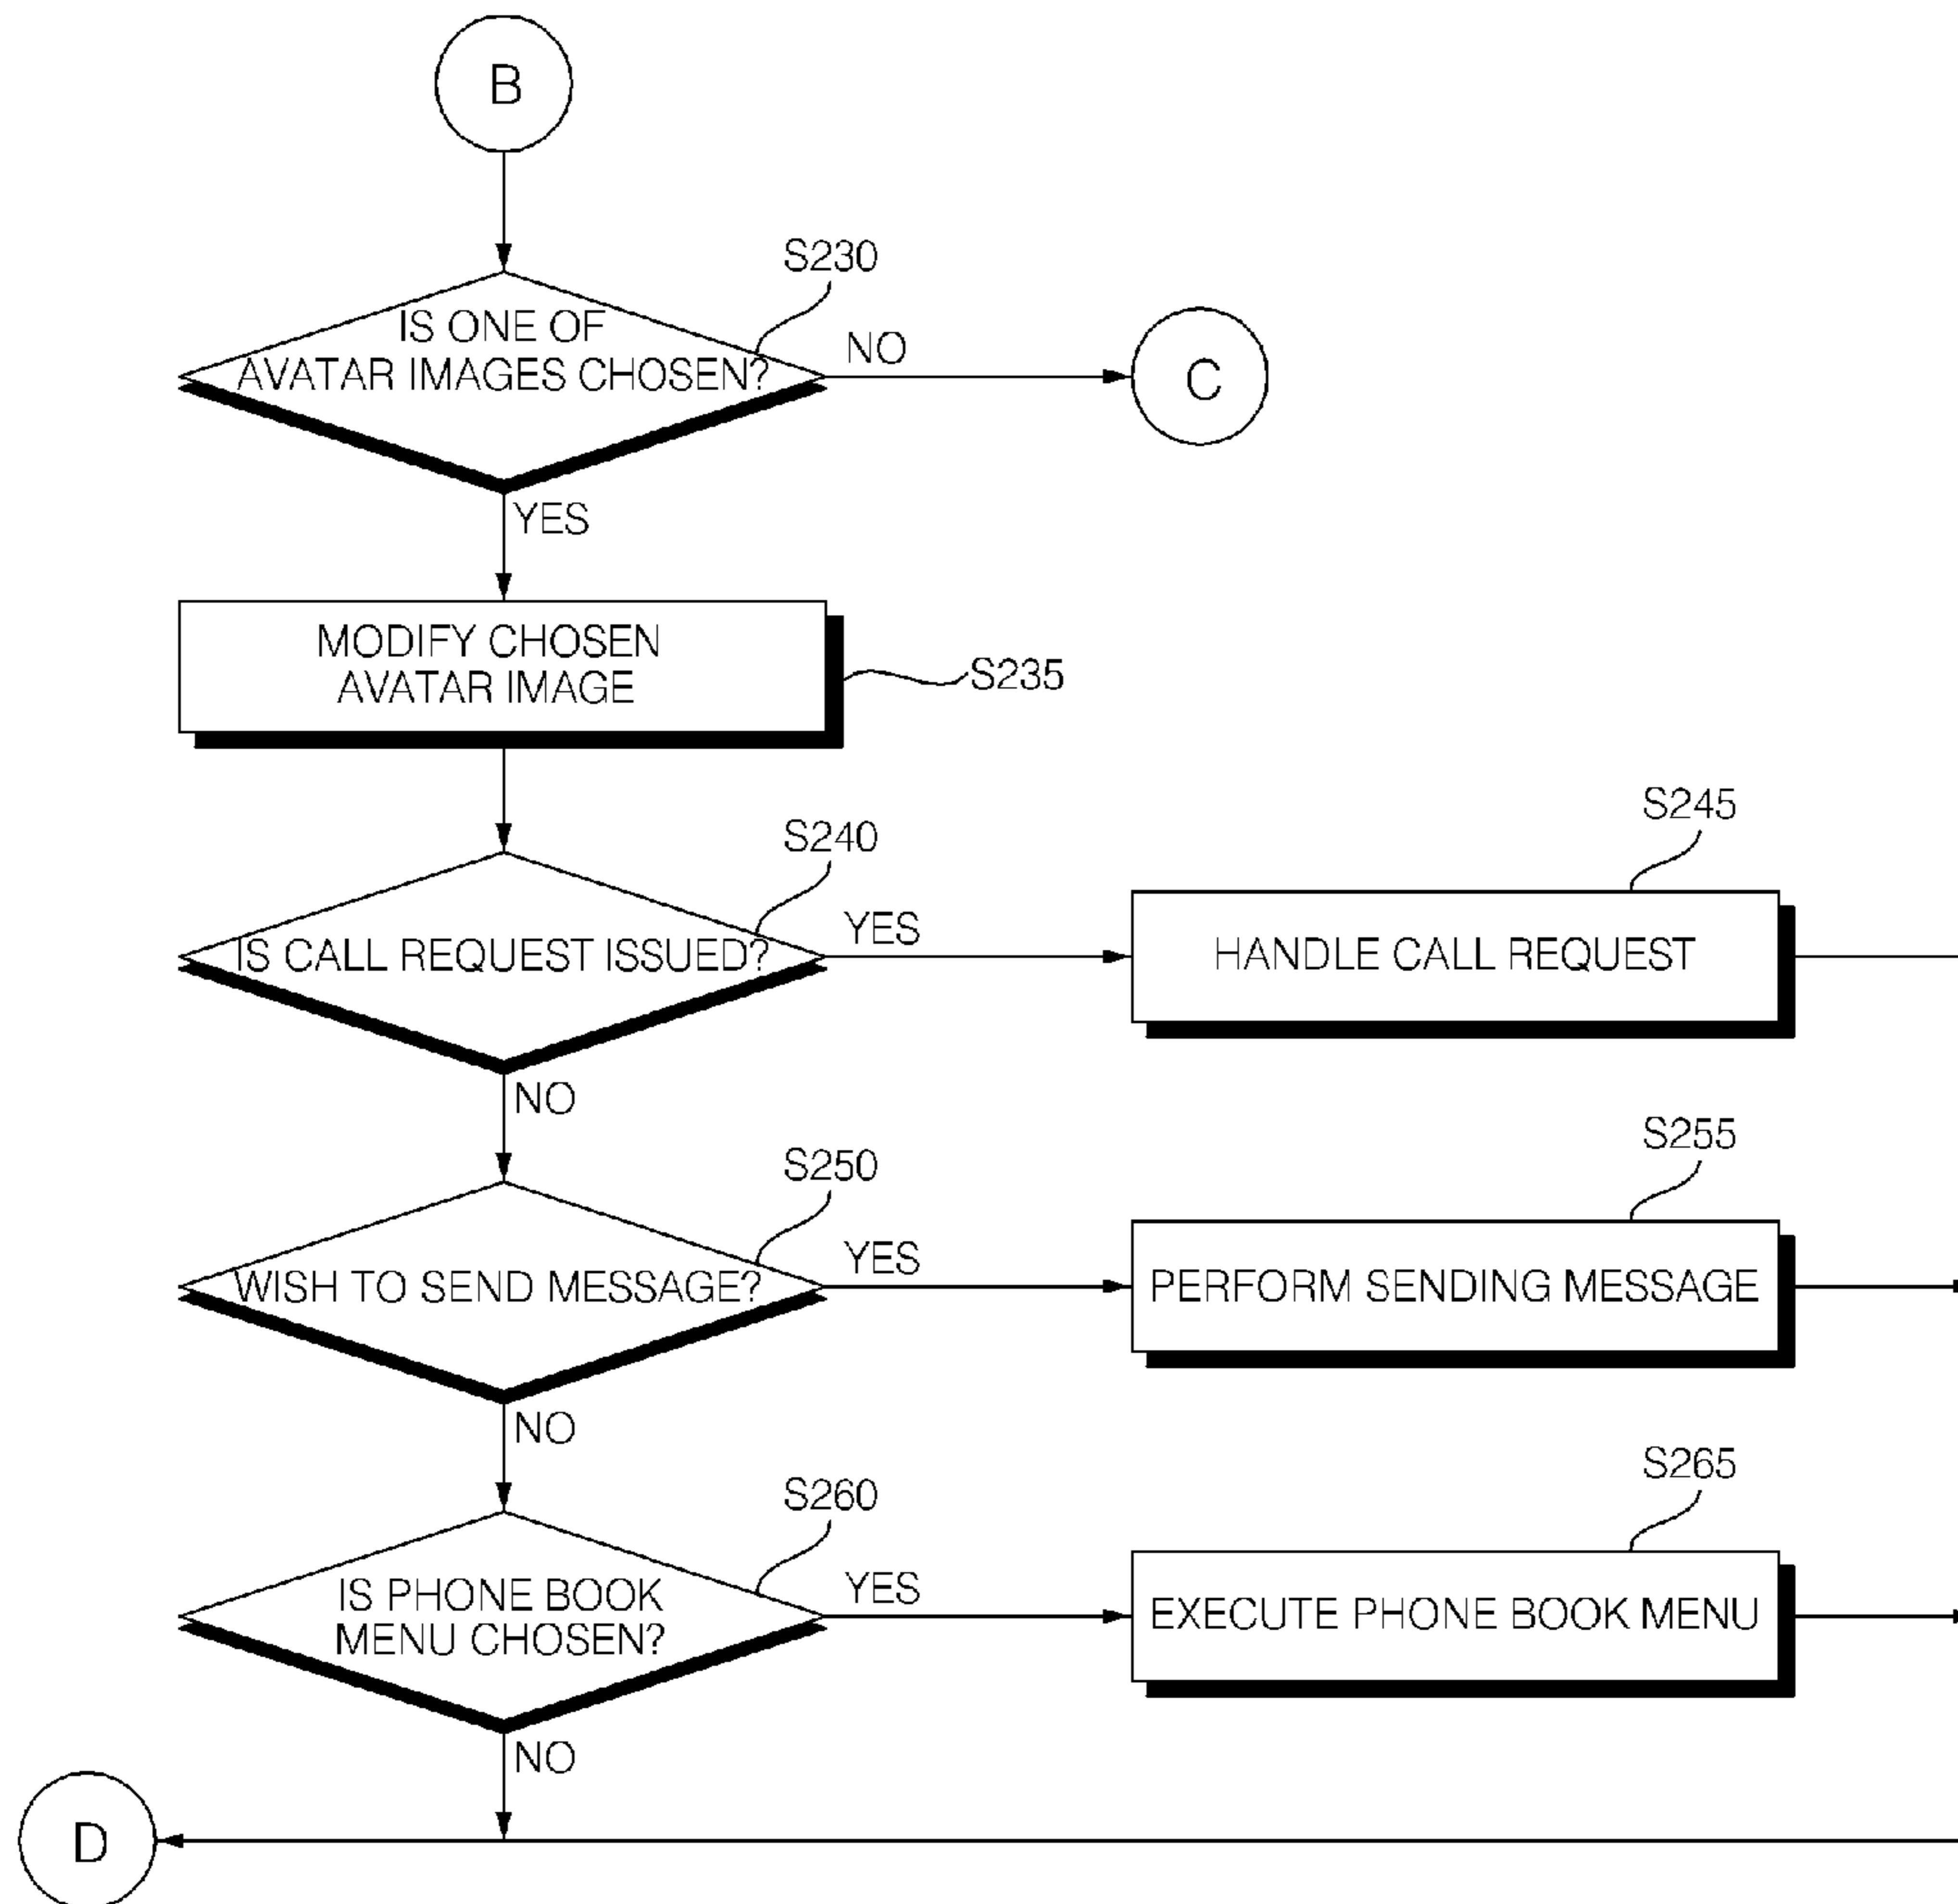 B
S230
IS ONE OF
AVATAR IMAGES CHOSEN?
NO
C
YES
MODIFY CHOSEN
AVATAR IMAGE
S235
S240
IS CALL REQUEST ISSUED?
YES
S245
HANDLE CALL REQUEST
NO
S250
WISH TO SEND MESSAGE?
YES
S255
PERFORM SENDING MESSAGE
NO
S260
IS PHONE BOOK
MENU CHOSEN?
YES
S265
EXECUTE PHONE BOOK MENU
NO
D